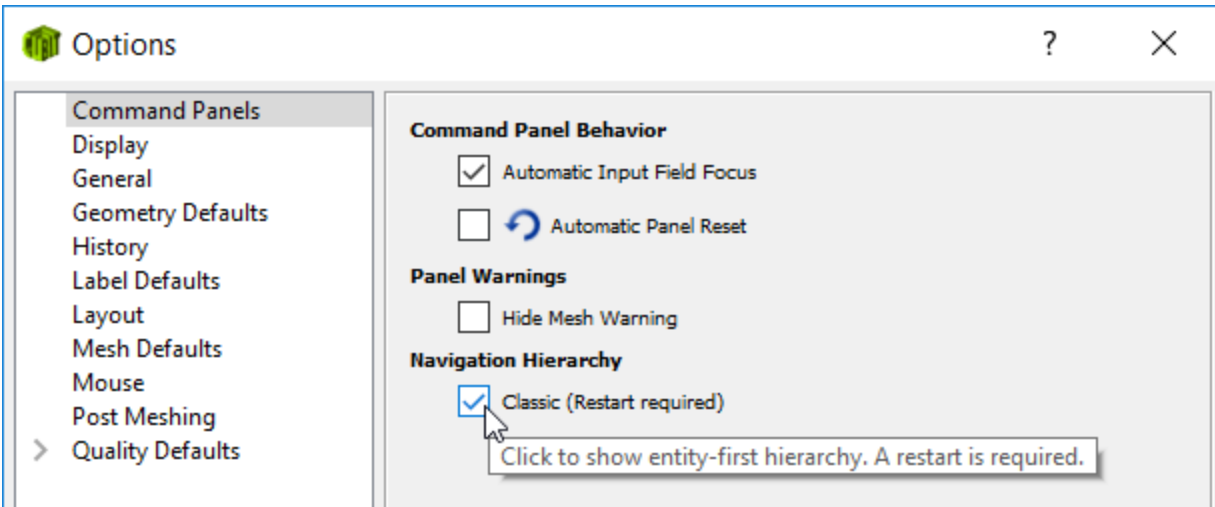 Options
?
Command Panels
Display
General
Geometry Defaults
History
Label Defaults
Layout
Mesh Defaults
Mouse
Post Meshing
Quality Defaults
Command Panel Behavior
Automatic Input Field Focus
Automatic Panel Reset
Panel Warnings
Hide Mesh Warning
Navigation Hierarchy
Classic (Restart required)
Click to show entity-first hierarchy. A restart is required.